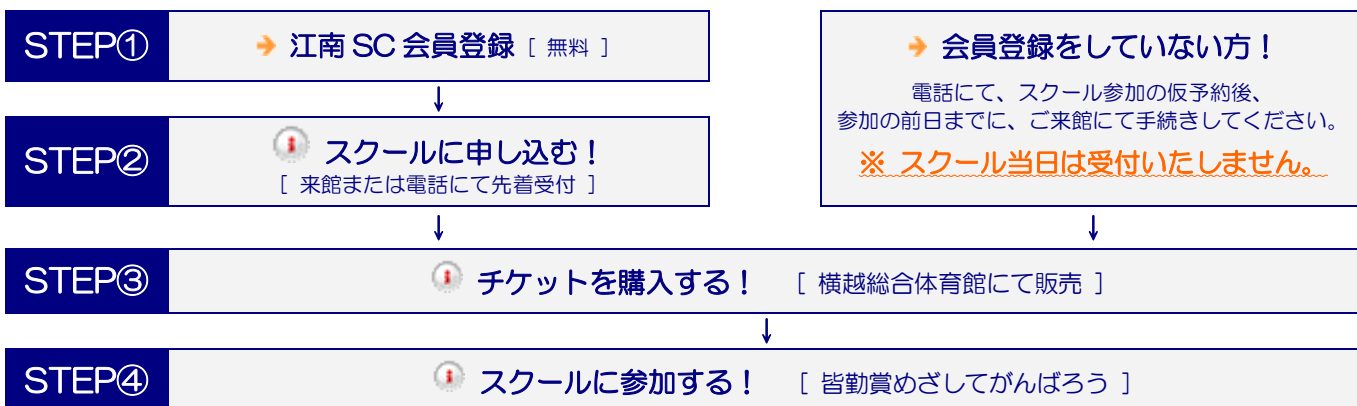 STEP① 江南 SC 会員登録 [ 無料 ]
STEP② スクールに申し込む！
[ 来館または電話にて先着受付 ]
会員登録をしていない方！
電話にて、スクール参加の仮予約後、
参加の前日までに、ご来館にて手続きしてください。
※ スクール当日は受付いたしません。
STEP③ チケットを購入する！ [ 横越総合体育館にて販売 ]
STEP④ スクールに参加する！ [ 皆勤賞めざしてがんばろう ]